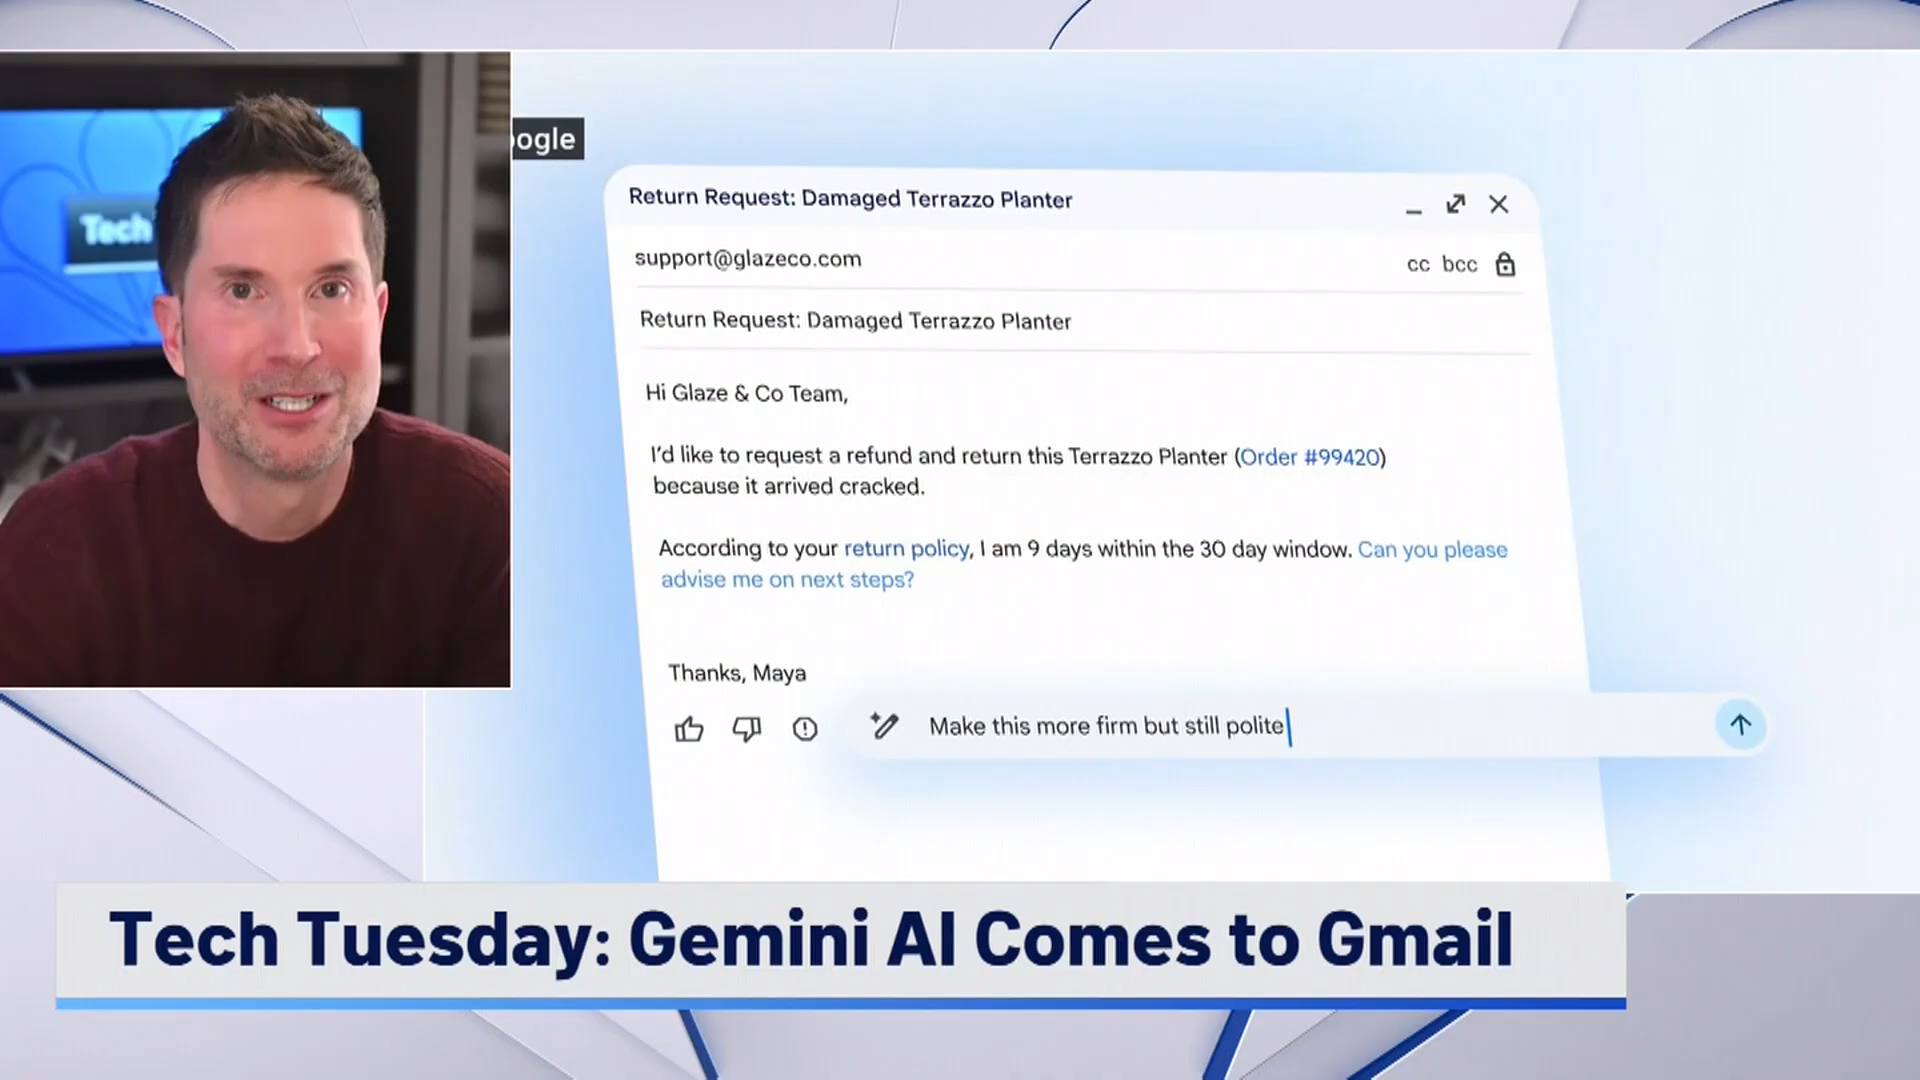 Tech
oogle
Return Request: Damaged Terrazzo Planter
support@glazeco.com
cc bcc
Return Request: Damaged Terrazzo Planter
Hi Glaze & Co Team,
I'd like to request a refund and return this Terrazzo Planter (Order #99420)
because it arrived cracked.
According to your return policy, I am 9 days within the 30 day window. Can you please
advise me on next steps?
Thanks, Maya
Make this more firm but still polite
Tech Tuesday: Gemini AI Comes to Gmail